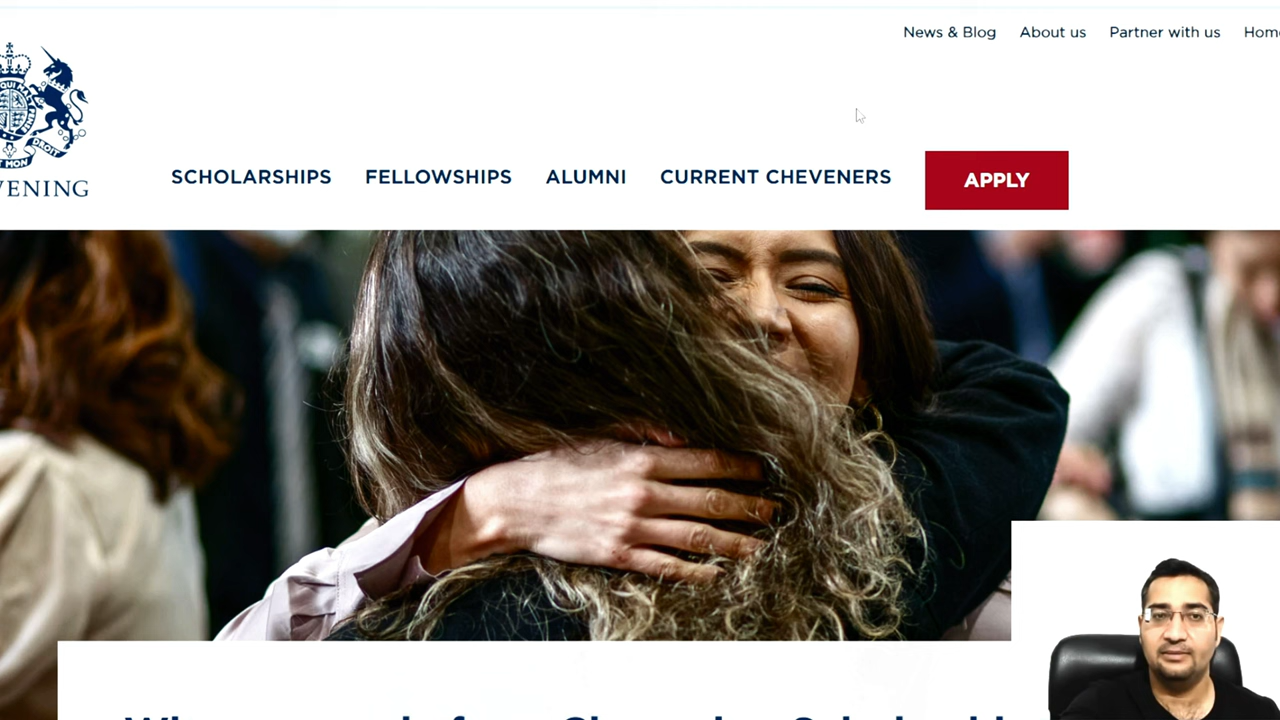 News & Blog About us Partner with us
VENING
SCHOLARSHIPS FELLOWSHIPS ALUMNI CURRENT CHEVENERS APPLY